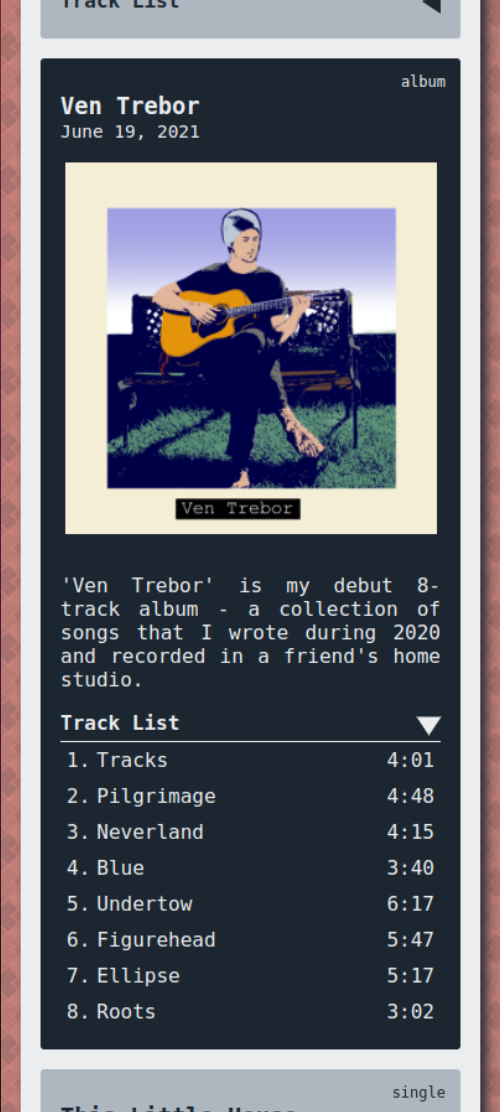 Track List
album
Ven Trebor
June 19, 2021
Ven Trebor
'Ven Trebor' is my debut 8-
track album - a collection of
songs that I wrote during 2020
and recorded in a friend's home
studio.
Track List
1. Tracks 4:01
2. Pilgrimage 4:48
3. Neverland 4:15
4. Blue 3:40
5. Undertow 6:17
6. Figurehead 5:47
7. Ellipse 5:17
8. Roots 3:02
single
This Little House